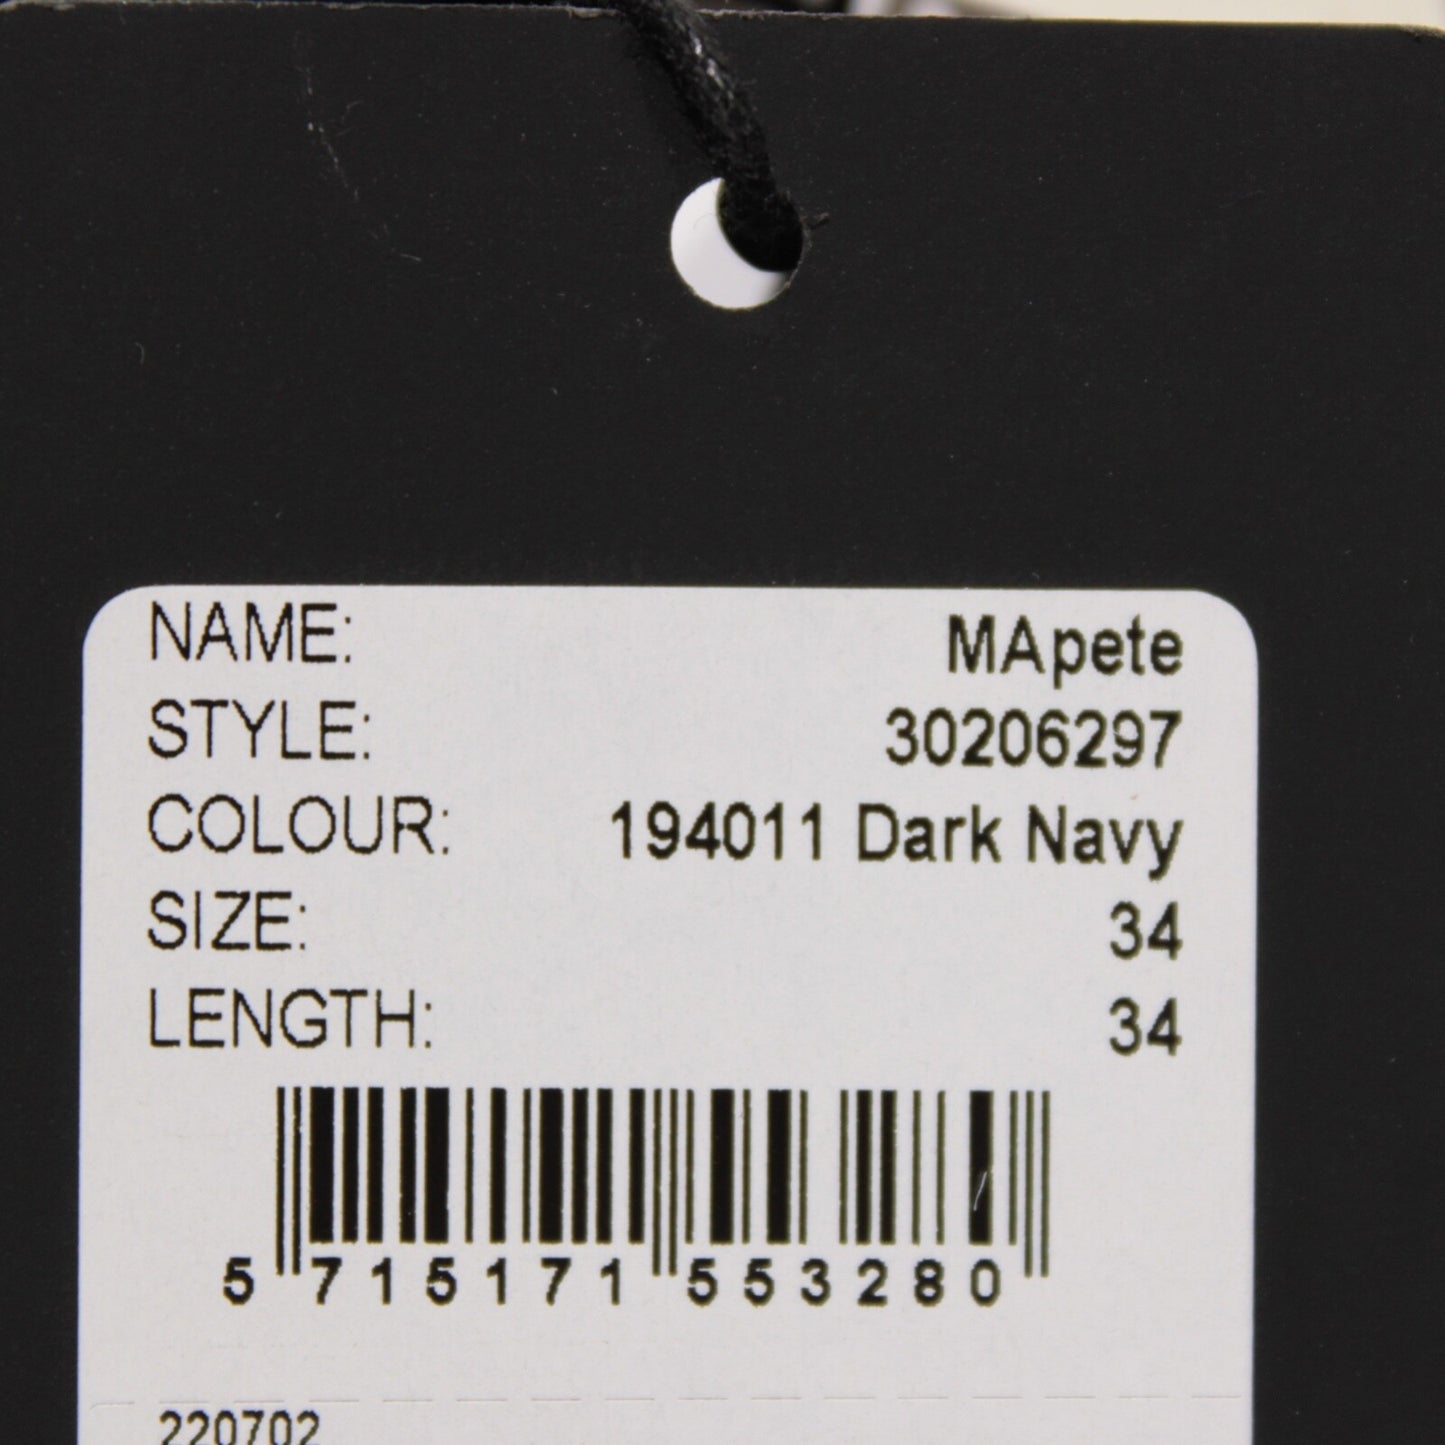 NAME: MApete
STYLE: 30206297
COLOUR: 194011 Dark Navy
SIZE: 34
LENGTH: 34
5 715171 553280
220702